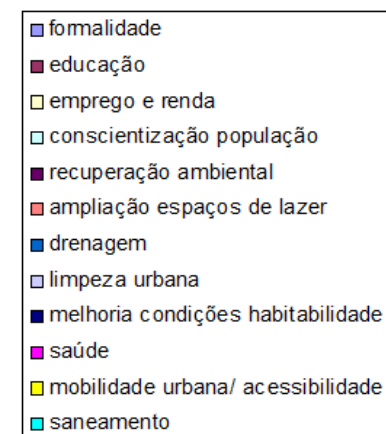 formalidade
educação
emprego e renda
conscientização população
recuperação ambiental
ampliação espaços de lazer
drenagem
limpeza urbana
melhoria condições habitabilidade
saúde
mobilidade urbana/ acessibilidade
saneamento